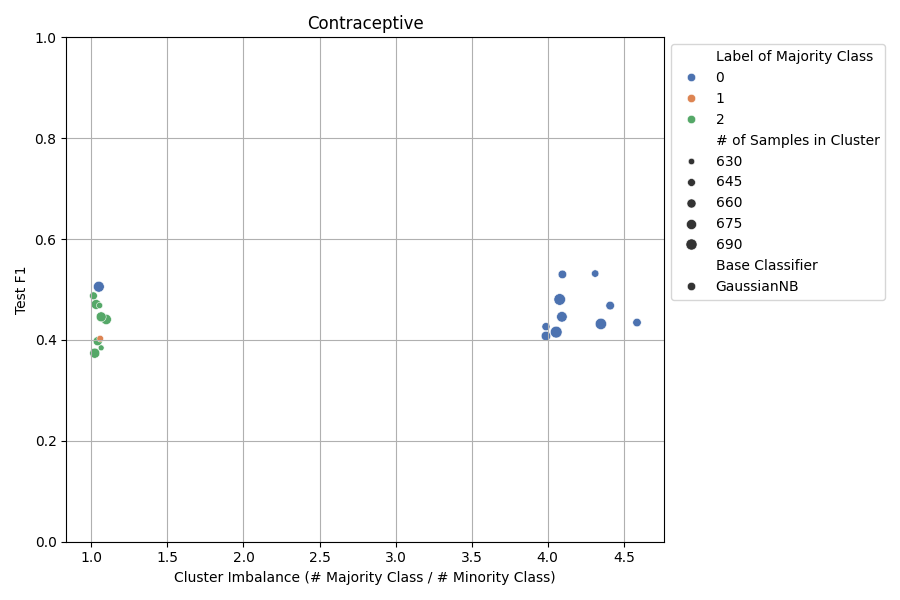 Contraceptive
Test F1
1.0
0.8
0.6
0.4
0.2
0.0
1.0 1.5 2.0 2.5 3.0 3.5 4.0 4.5
Cluster Imbalance (# Majority Class / # Minority Class)
Label of Majority Class
0
1
2
# of Samples in Cluster
630
645
660
675
690
Base Classifier
GaussianNB